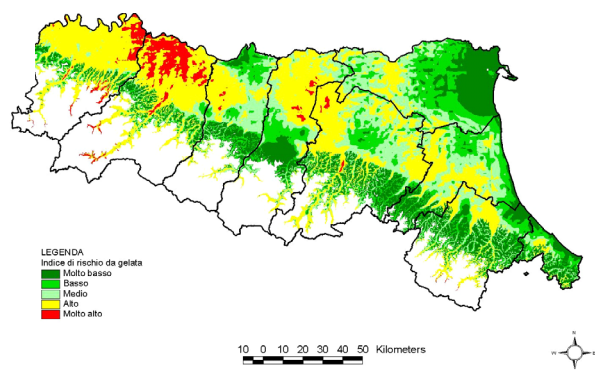 LEGENDA
Indice di rischio da gelata
Molto basso
Basso
Medio
Alto
Molto alto
10 0 10 20 30 40 50 Kilometers
N
S